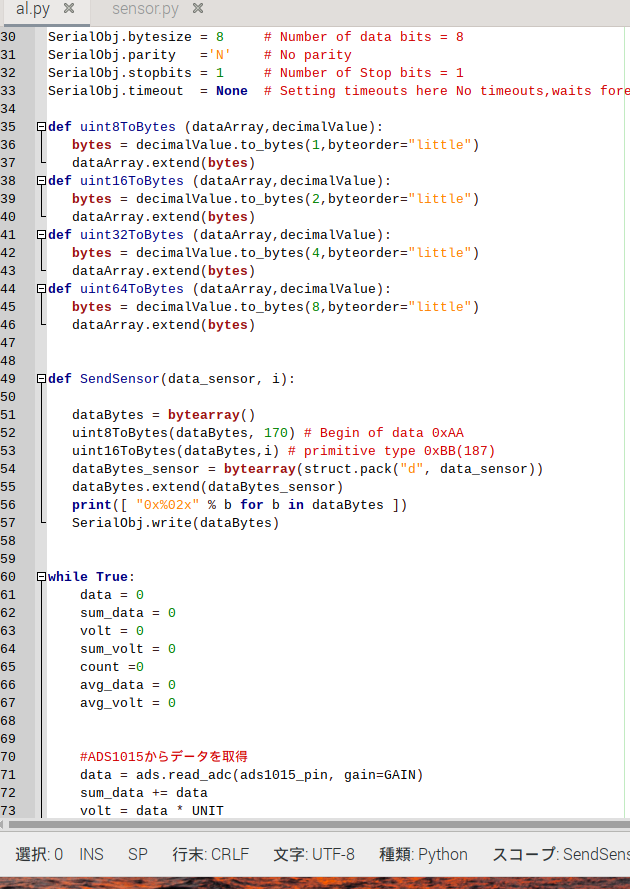 al.py ✕ sensor.py ✕
30 SerialObj.bytesize = 8     # Number of data bits = 8
31 SerialObj.parity   ='N'    # No parity
32 SerialObj.stopbits = 1     # Number of Stop bits = 1
33 SerialObj.timeout  = None  # Setting timeouts here No timeouts,waits fore
34
35 def uint8ToBytes (dataArray,decimalValue):
36    bytes = decimalValue.to_bytes(1,byteorder="little")
37    dataArray.extend(bytes)
38 def uint16ToBytes (dataArray,decimalValue):
39    bytes = decimalValue.to_bytes(2,byteorder="little")
40    dataArray.extend(bytes)
41 def uint32ToBytes (dataArray,decimalValue):
42    bytes = decimalValue.to_bytes(4,byteorder="little")
43    dataArray.extend(bytes)
44 def uint64ToBytes (dataArray,decimalValue):
45    bytes = decimalValue.to_bytes(8,byteorder="little")
46    dataArray.extend(bytes)
47
48
49 def SendSensor(data_sensor, i):
50
51    dataBytes = bytearray()
52    uint8ToBytes(dataBytes, 170) # Begin of data 0xAA
53    uint16ToBytes(dataBytes,i) # primitive type 0xBB(187)
54    dataBytes_sensor = bytearray(struct.pack("d", data_sensor))
55    dataBytes.extend(dataBytes_sensor)
56    print([ "0x%02x" % b for b in dataBytes ])
57    SerialObj.write(dataBytes)
58
59
60 while True:
61     data = 0
62     sum_data = 0
63     volt = 0
64     sum_volt = 0
65     count =0
66     avg_data = 0
67     avg_volt = 0
68
69
70     #ADS1015からデータを取得
71     data = ads.read_adc(ads1015_pin, gain=GAIN)
72     sum_data += data
73     volt = data * UNIT
選択: 0 INS SP 行末: CRLF 文字: UTF-8 種類: Python スコープ: SendSens